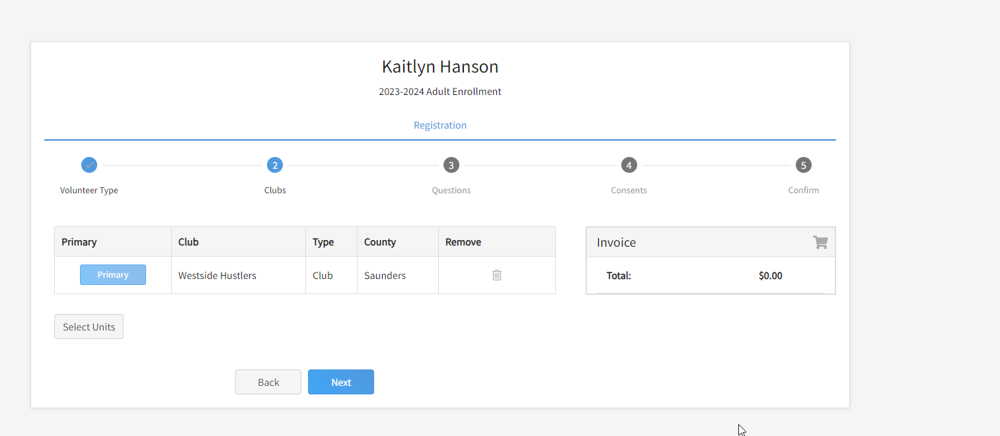 Kaitlyn Hanson
2023-2024 Adult Enrollment
Registration
2 3 4 5
Volunteer Type Clubs Questions Consents Confirm
Primary Club Type County Remove
Primary Westside Hustlers Club Saunders
Invoice
Total: $0.00
Select Units
Back Next